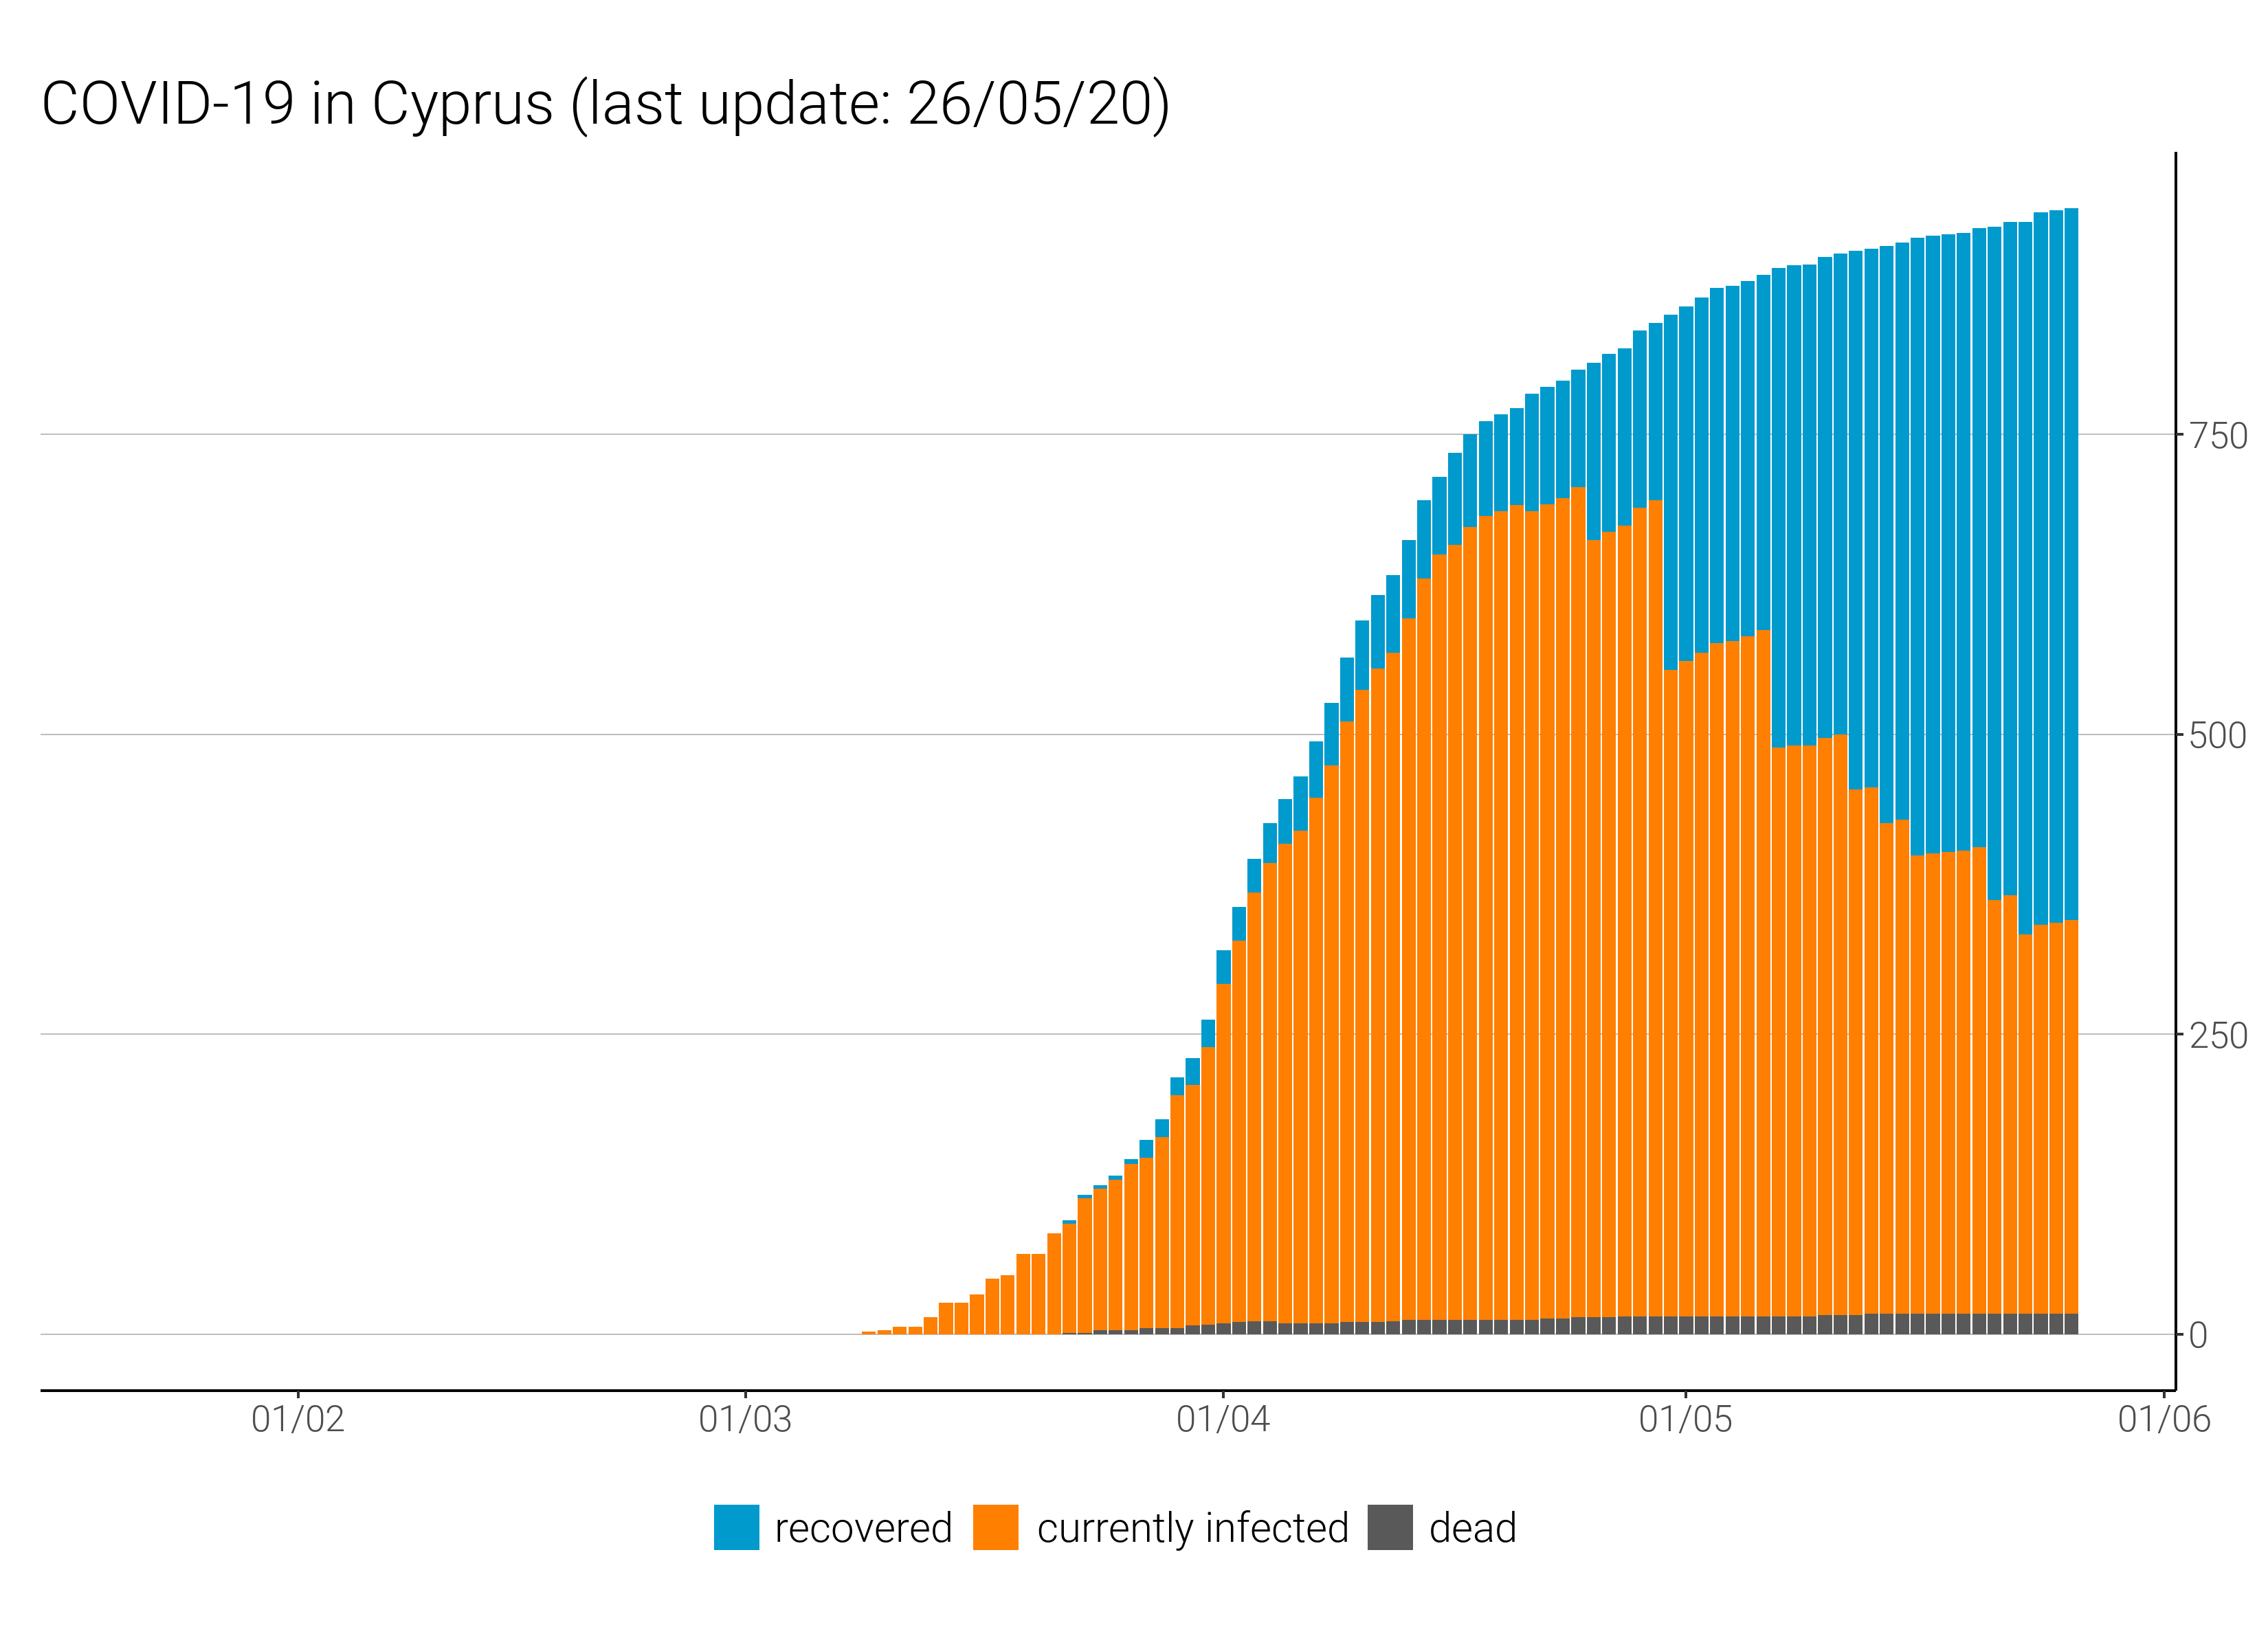 COVID-19 in Cyprus (last update: 26/05/20)
750
500
250
0
01/02 01/03 01/04 01/05 01/06
recovered currently infected dead